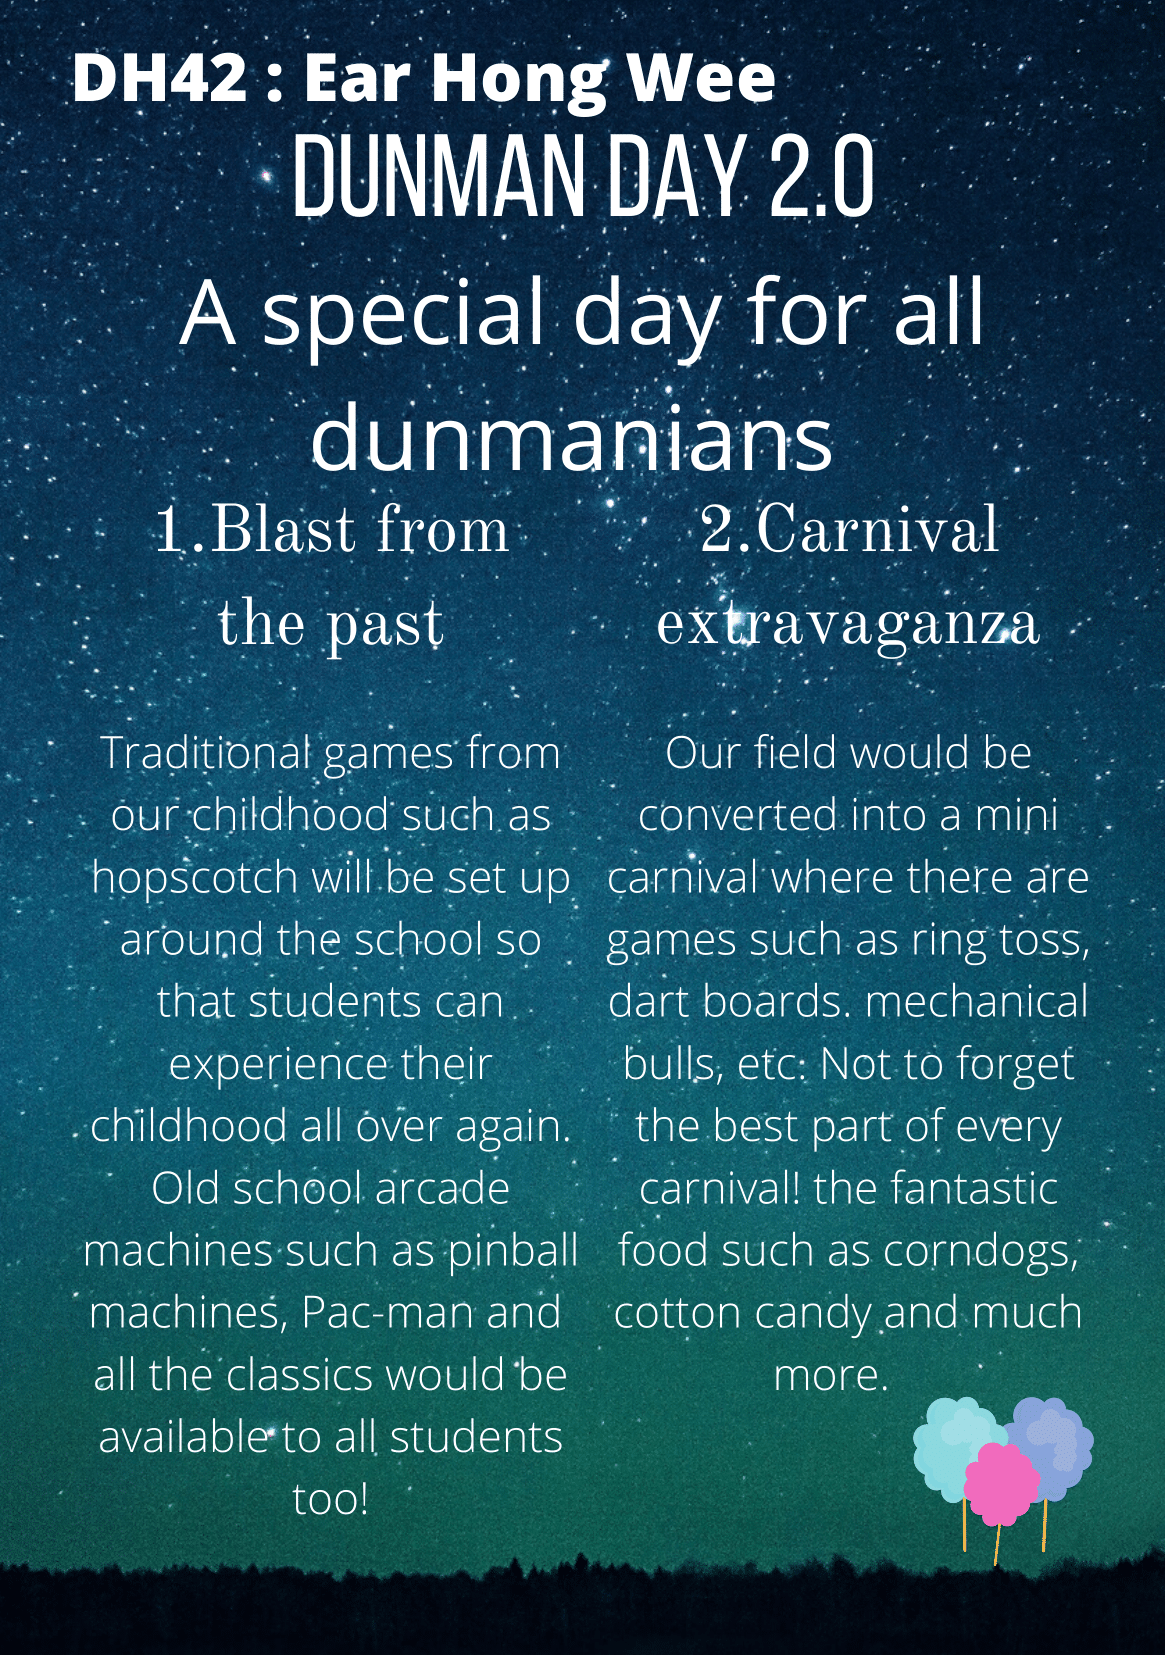 DH42 : Ear Hong Wee
DUNMAN DAY 2.0
A special day for all
dunmanians
1.Blast from
the past
Traditional games from
our childhood such as
hopscotch will be set up
around the school so
that students can
experience their
childhood all over again.
Old school arcade
machines such as pinball
machines, Pac-man and
all the classics would be
available to all students
too!
2.Carnival
extravaganza
Our field would be
converted into a mini
carnival where there are
games such as ring toss,
dart boards. mechanical
bulls, etc. Not to forget
the best part of every
carnival! the fantastic
food such as corndogs,
cotton candy and much
more.